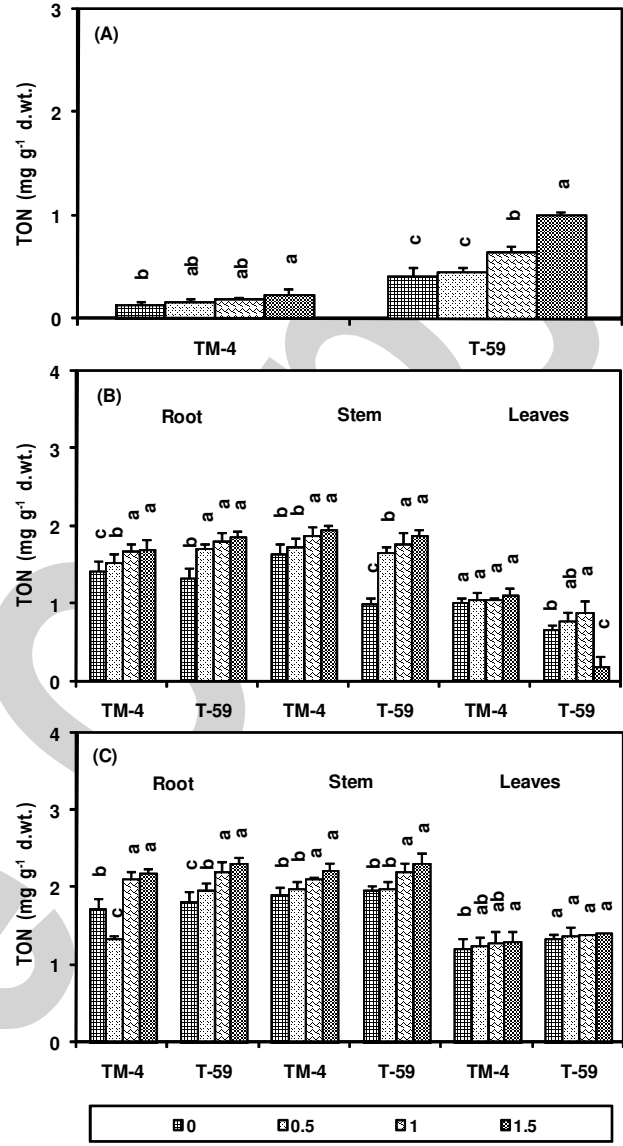 (A)
TON (mg g⁻¹ d.wt.)
3
2
1
0
b ab ab a
c c b a
TM-4 T-59
(B)
Root Stem Leaves
TON (mg g⁻¹ d.wt.)
4
3
2
1
0
c b a a
b a a a
b b a a
c b a a
a a a a
b ab a c
TM-4 T-59 TM-4 T-59 TM-4 T-59
(C)
Root Stem Leaves
TON (mg g⁻¹ d.wt.)
4
3
2
1
0
b c a a
c b a a
b b a a
b b a a
b ab ab a
a a a a
TM-4 T-59 TM-4 T-59 TM-4 T-59
0 0.5 1 1.5